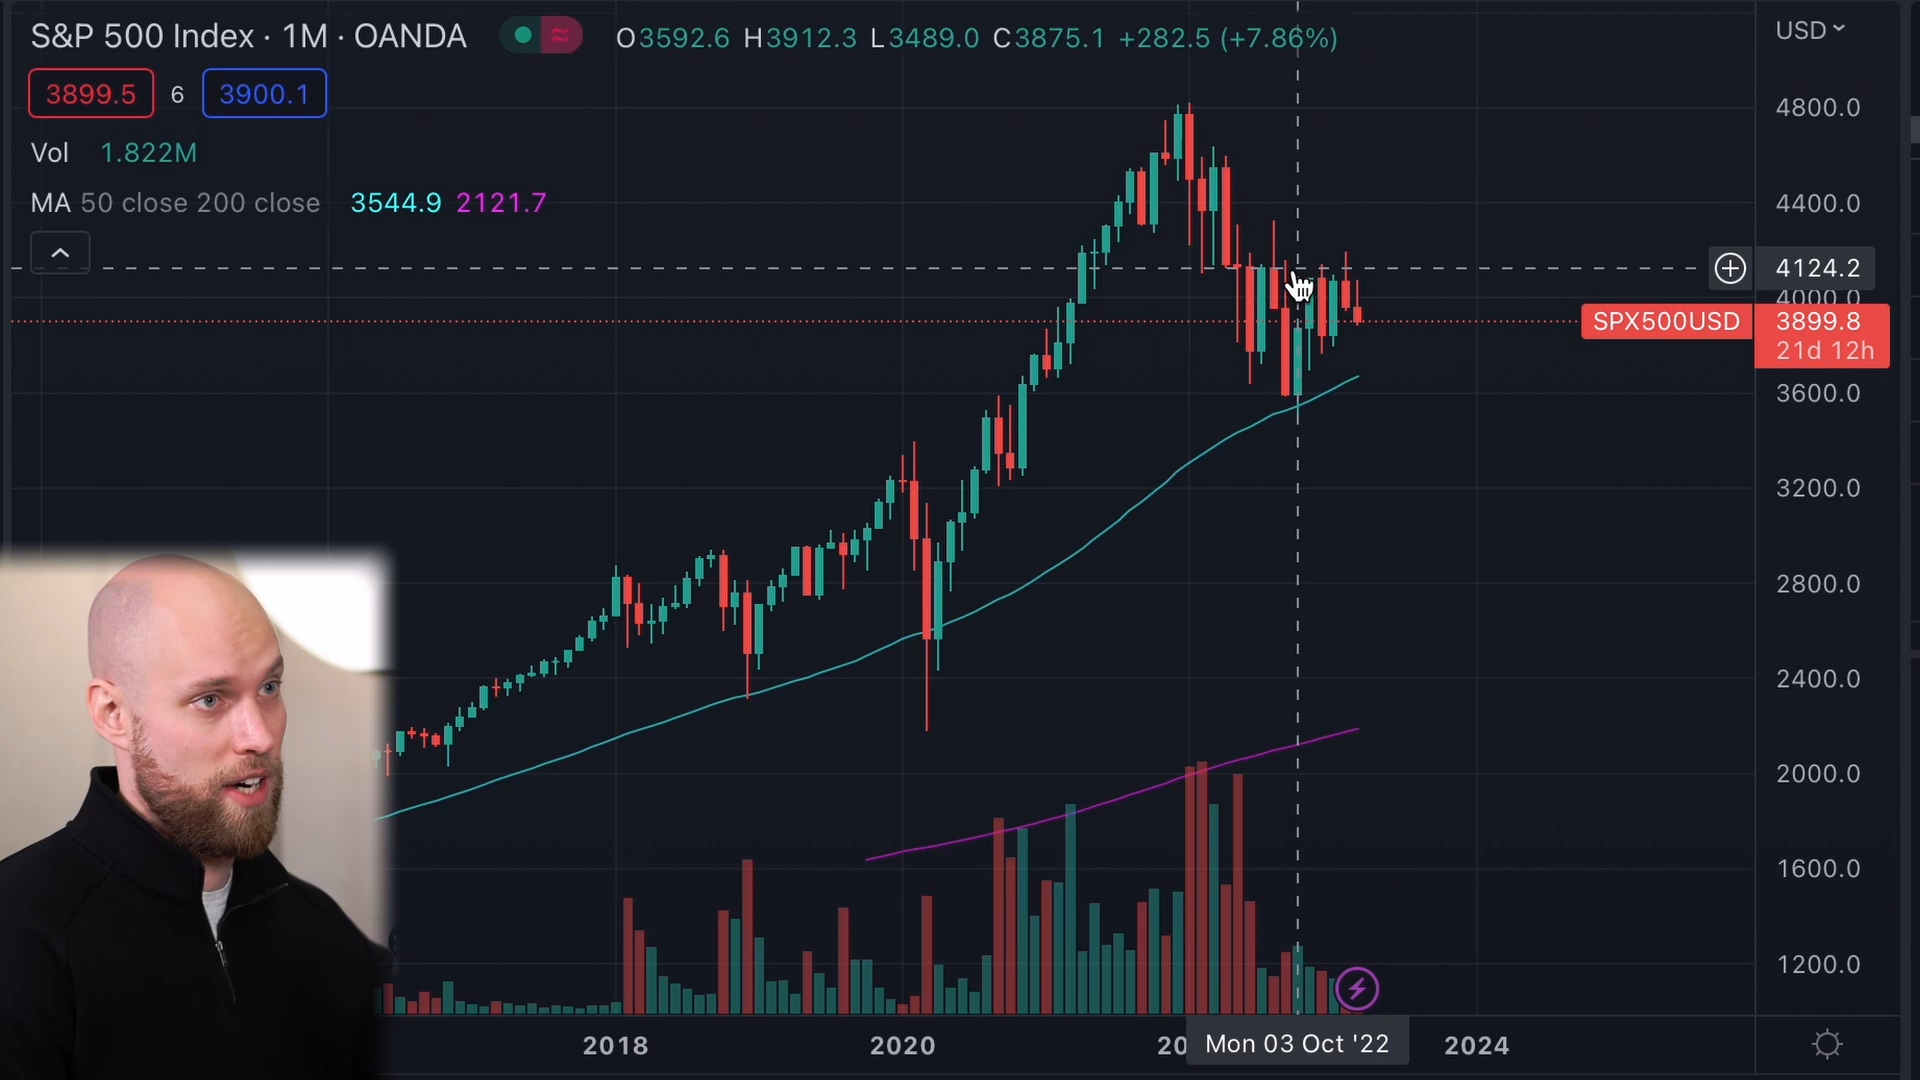 S&P 500 Index · 1M · OANDA
O3592.6 H3912.3 L3489.0 C3875.1 +282.5 (+7.86%)
USD
3899.5 6 3900.1
Vol 1.822M
MA 50 close 200 close 3544.9 2121.7
4800.0
4400.0
4124.2
4000.0
SPX500USD 3899.8
21d 12h
3600.0
3200.0
2800.0
2400.0
2000.0
1600.0
1200.0
2018 2020 20 Mon 03 Oct '22 2024